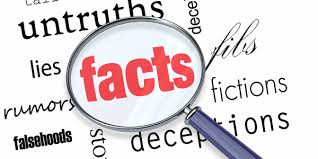 untruths
fibs
lies
facts
rumors
fictions
falsehoods
deceptions